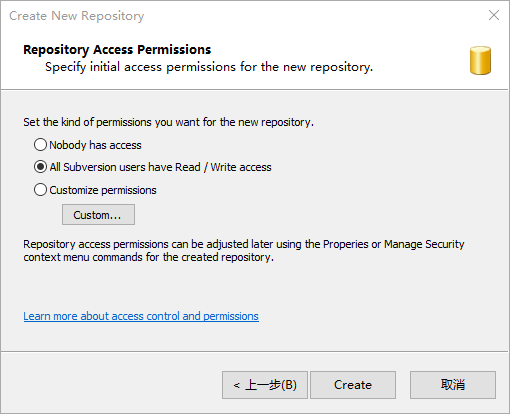 Create New Repository
Repository Access Permissions
Specify initial access permissions for the new repository.
Set the kind of permissions you want for the new repository.
Nobody has access
All Subversion users have Read / Write access
Customize permissions
Custom...
Repository access permissions can be adjusted later using the Properies or Manage Security
context menu commands for the created repository.
Learn more about access control and permissions
< 上一步(B)
Create
取消